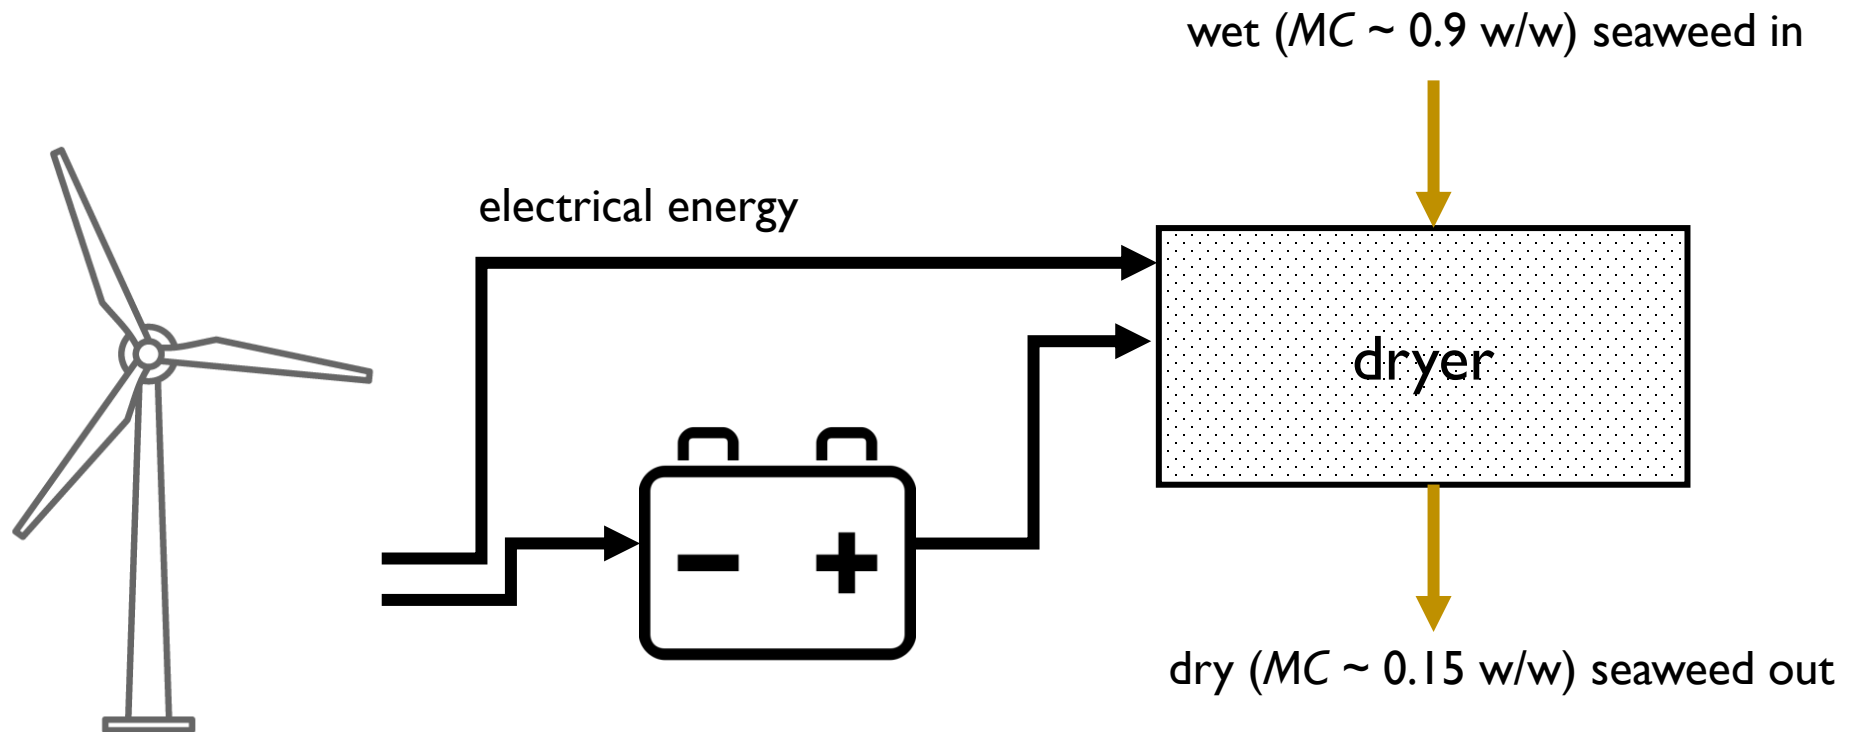 wet (MC ~ 0.9 w/w) seaweed in
electrical energy
dryer
dry (MC ~ 0.15 w/w) seaweed out